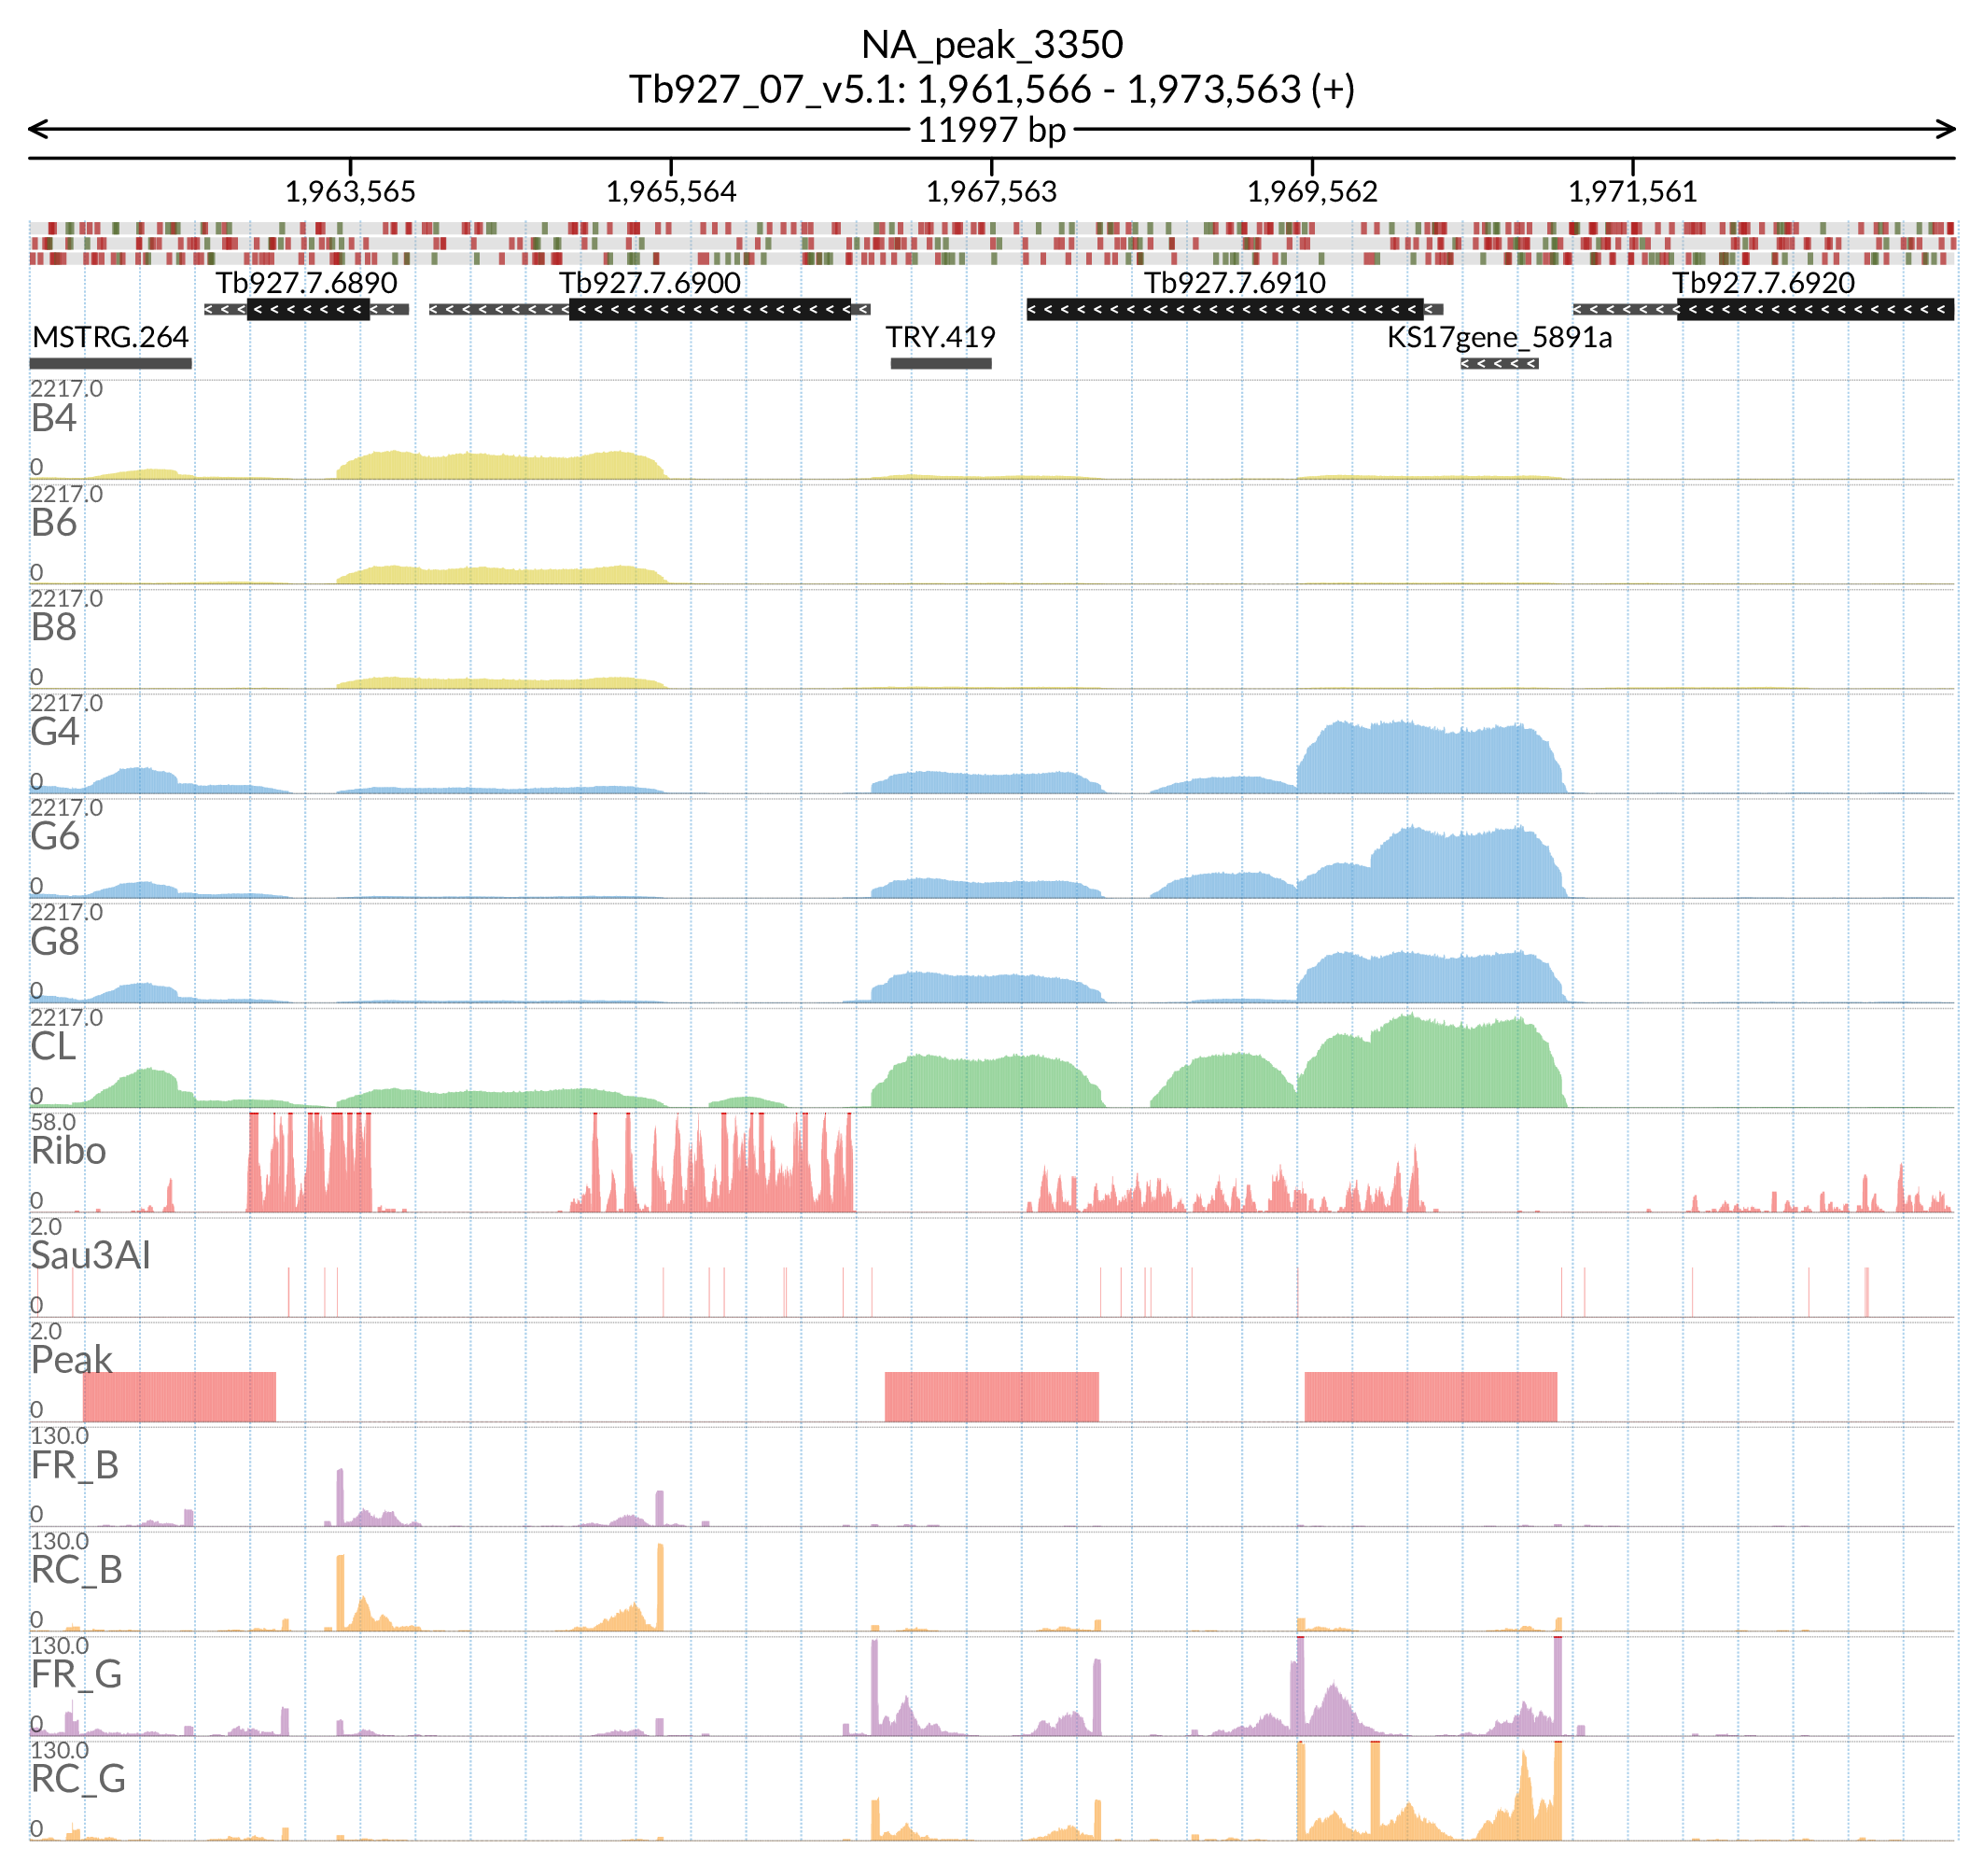 NA_peak_3350
Tb927_07_v5.1: 1,961,566 - 1,973,563 (+)
11997 bp
1,963,565 1,965,564 1,967,563 1,969,562 1,971,561
Tb927.7.6890 Tb927.7.6900 Tb927.7.6910 Tb927.7.6920
MSTRG.264 TRY.419 KS17gene_5891a
2217.0
B4
0
2217.0
B6
0
2217.0
B8
0
2217.0
G4
0
2217.0
G6
0
2217.0
G8
0
2217.0
CL
0
58.0
Ribo
0
2.0
Sau3AI
0
2.0
Peak
0
130.0
FR_B
0
130.0
RC_B
0
130.0
FR_G
0
130.0
RC_G
0